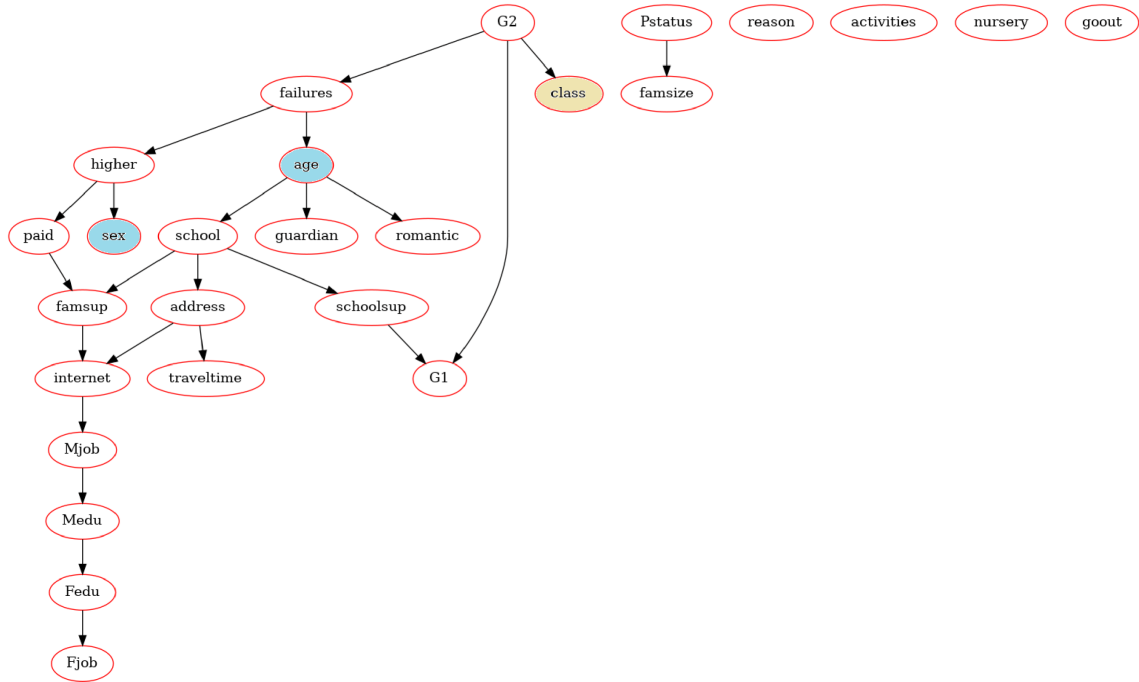 G2 Pstatus reason activities nursery goout
failures class famsize
higher age
paid sex school guardian romantic
famsup address schoolsup
internet traveltime G1
Mjob
Medu
Fedu
Fjob